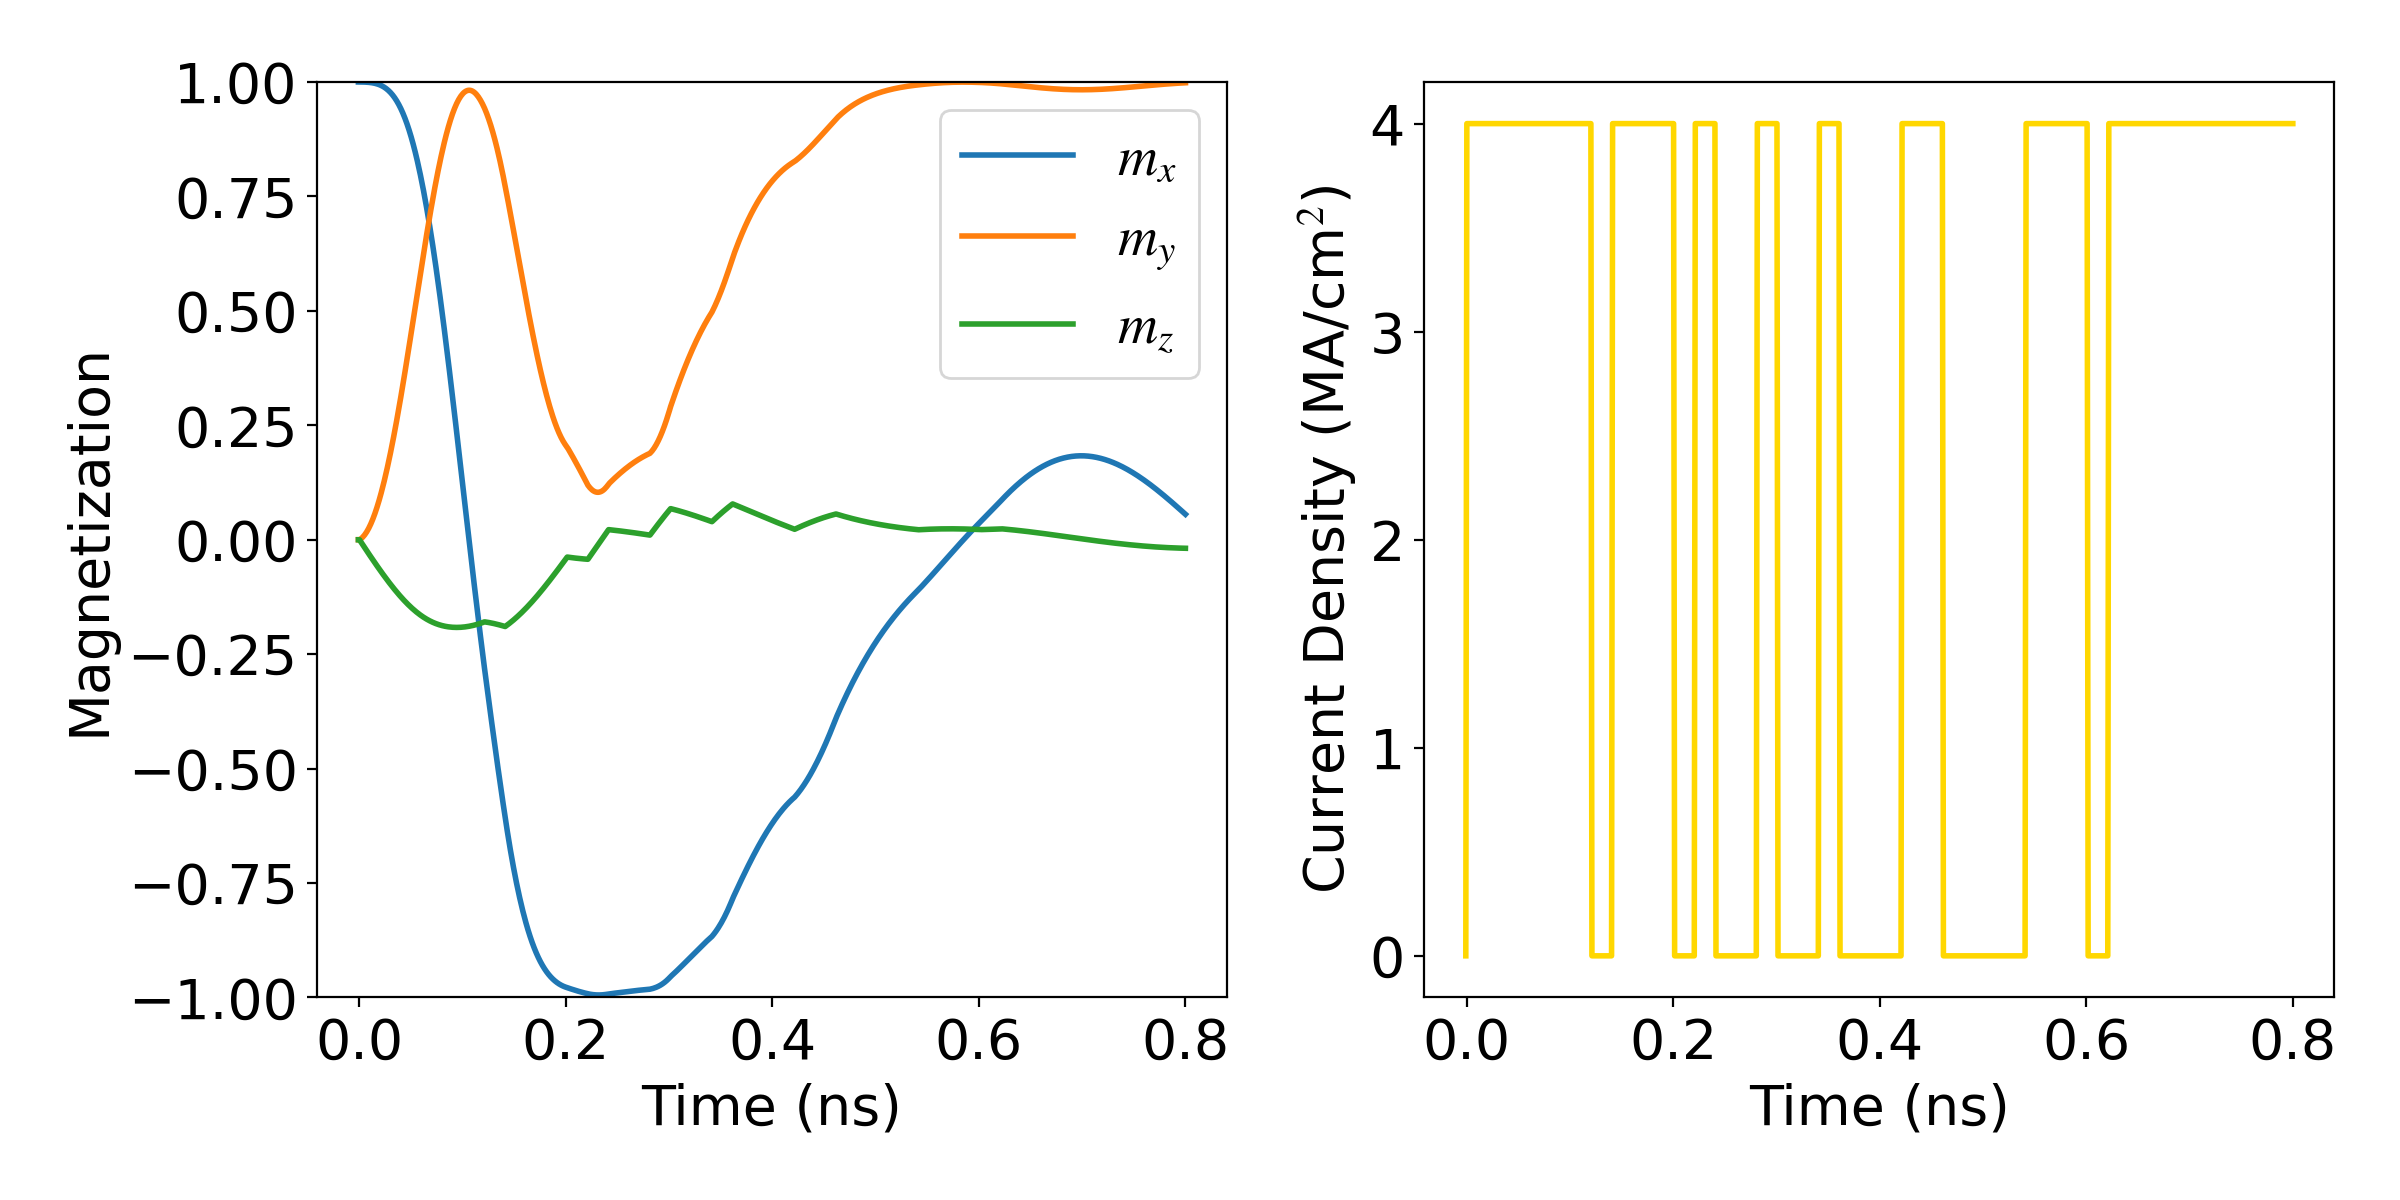 1.00
0.75
0.50
0.25
0.00
−0.25
−0.50
−0.75
−1.00
Magnetization
0.0 0.2 0.4 0.6 0.8
Time (ns)
m_x
m_y
m_z
4
3
2
1
0
Current Density (MA/cm²)
0.0 0.2 0.4 0.6 0.8
Time (ns)